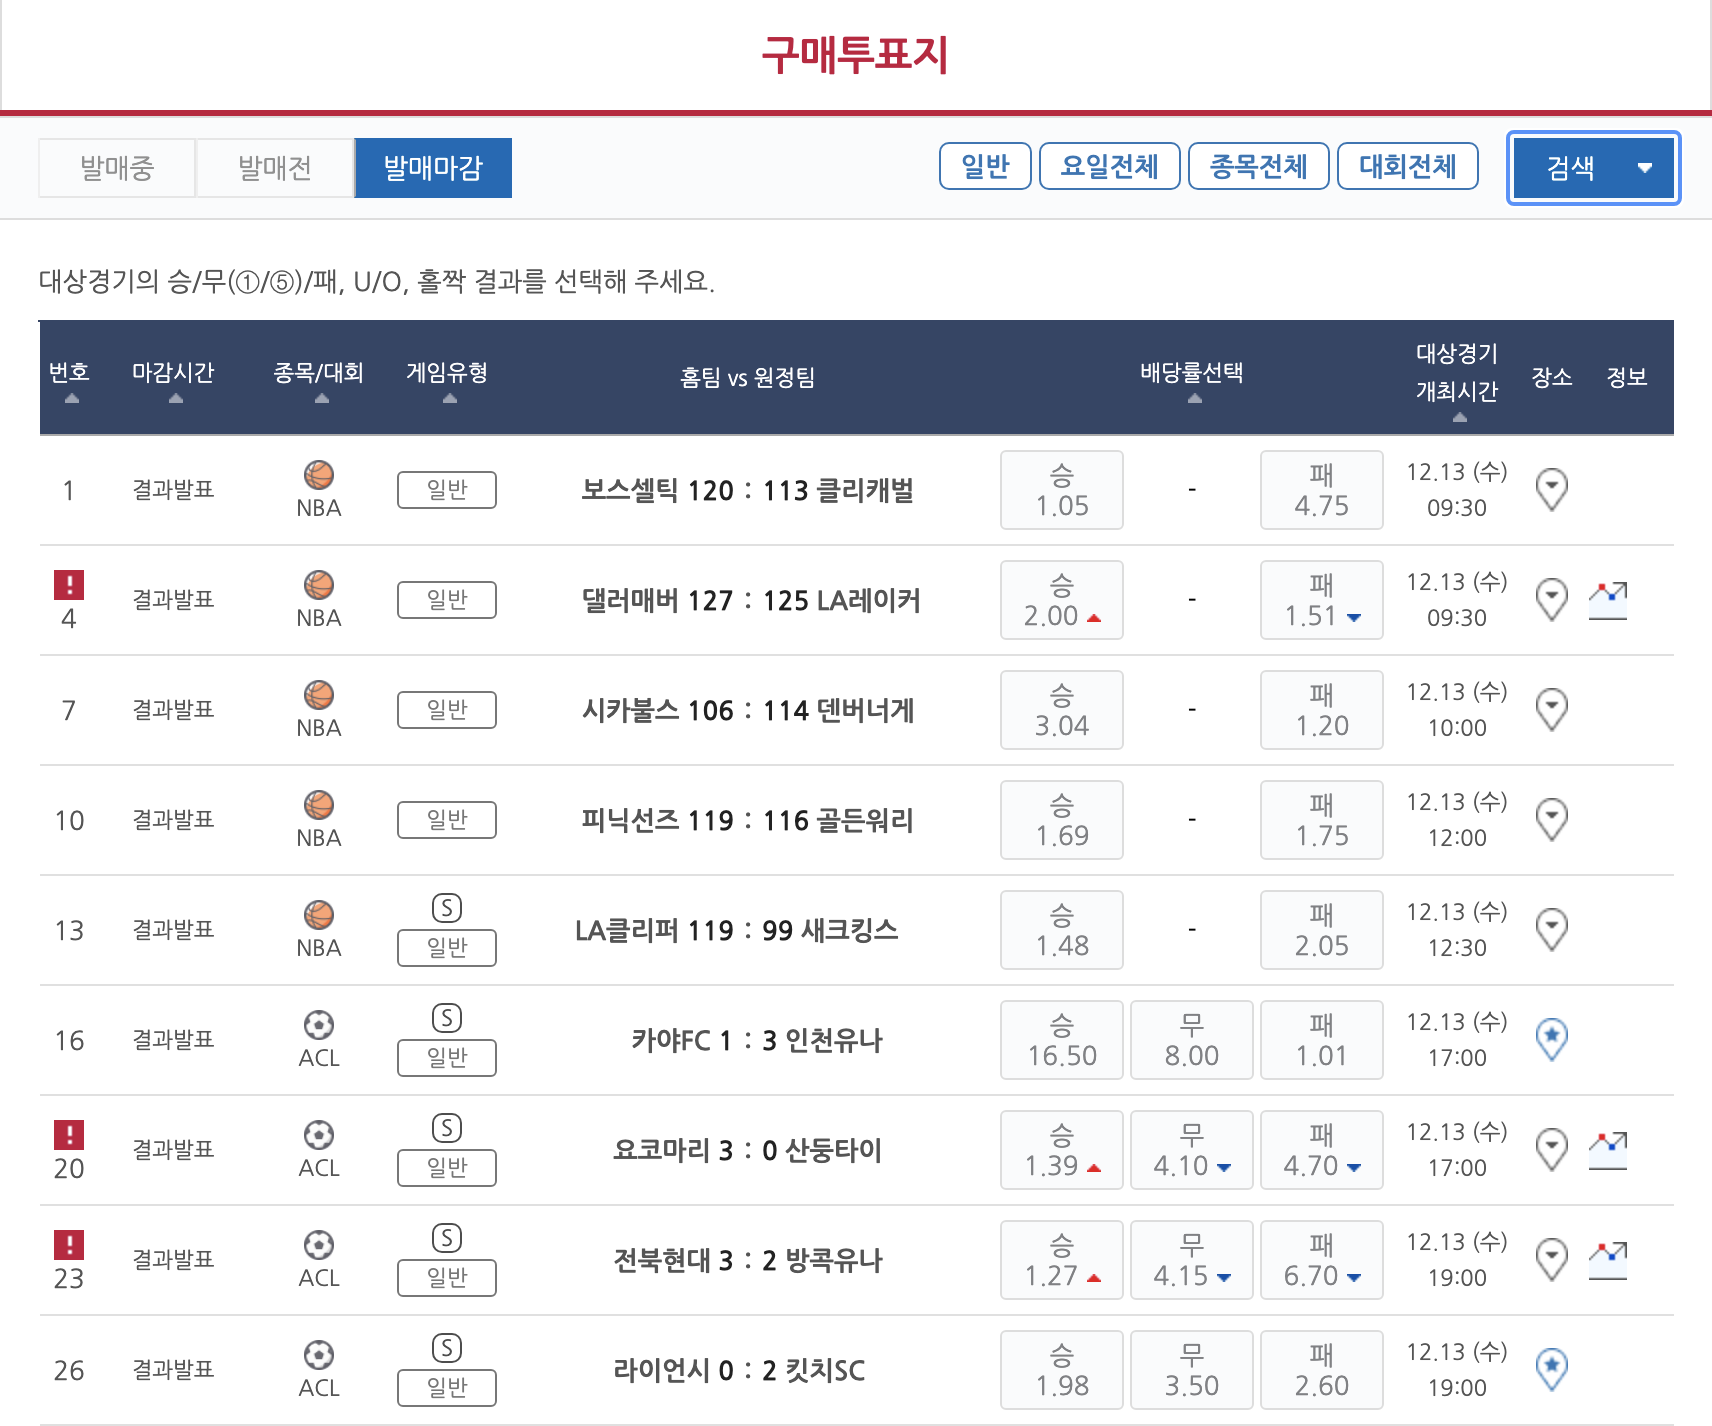 구매투표지
발매중 발매전 발매마감 일반 요일전체 종목전체 대회전체 검색
대상경기의 승/무(①/⑤)/패, U/O, 홀짝 결과를 선택해 주세요.
번호 마감시간 종목/대회 게임유형 홈팀 vs 원정팀 배당률선택 대상경기 개최시간 장소 정보
1 결과발표 NBA 일반 보스셀틱 120 : 113 클리캐벌 승 1.05 - 패 4.75 12.13 (수) 09:30
! 4 결과발표 NBA 일반 댈러매버 127 : 125 LA레이커 승 2.00 - 패 1.51 12.13 (수) 09:30
7 결과발표 NBA 일반 시카불스 106 : 114 덴버너게 승 3.04 - 패 1.20 12.13 (수) 10:00
10 결과발표 NBA 일반 피닉선즈 119 : 116 골든워리 승 1.69 - 패 1.75 12.13 (수) 12:00
13 결과발표 NBA S 일반 LA클리퍼 119 : 99 새크킹스 승 1.48 - 패 2.05 12.13 (수) 12:30
16 결과발표 ACL S 일반 카야FC 1 : 3 인천유나 승 16.50 무 8.00 패 1.01 12.13 (수) 17:00
! 20 결과발표 ACL S 일반 요코마리 3 : 0 산둥타이 승 1.39 무 4.10 패 4.70 12.13 (수) 17:00
! 23 결과발표 ACL S 일반 전북현대 3 : 2 방콕유나 승 1.27 무 4.15 패 6.70 12.13 (수) 19:00
26 결과발표 ACL S 일반 라이언시 0 : 2 킷치SC 승 1.98 무 3.50 패 2.60 12.13 (수) 19:00